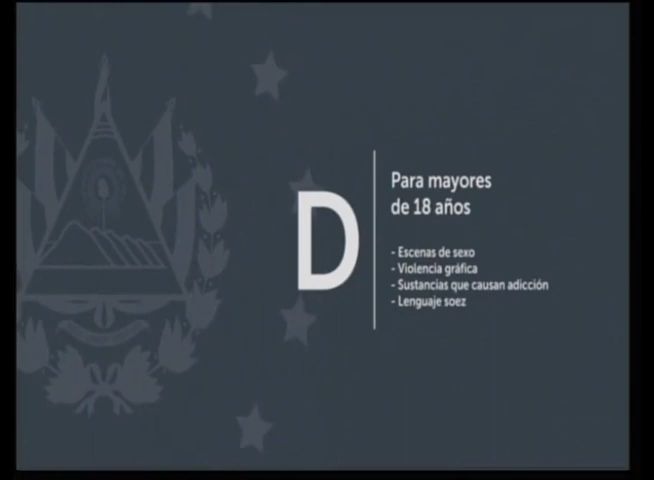 D
Para mayores
de 18 años
- Escenas de sexo
- Violencia gráfica
- Sustancias que causan adicción
- Lenguaje soez